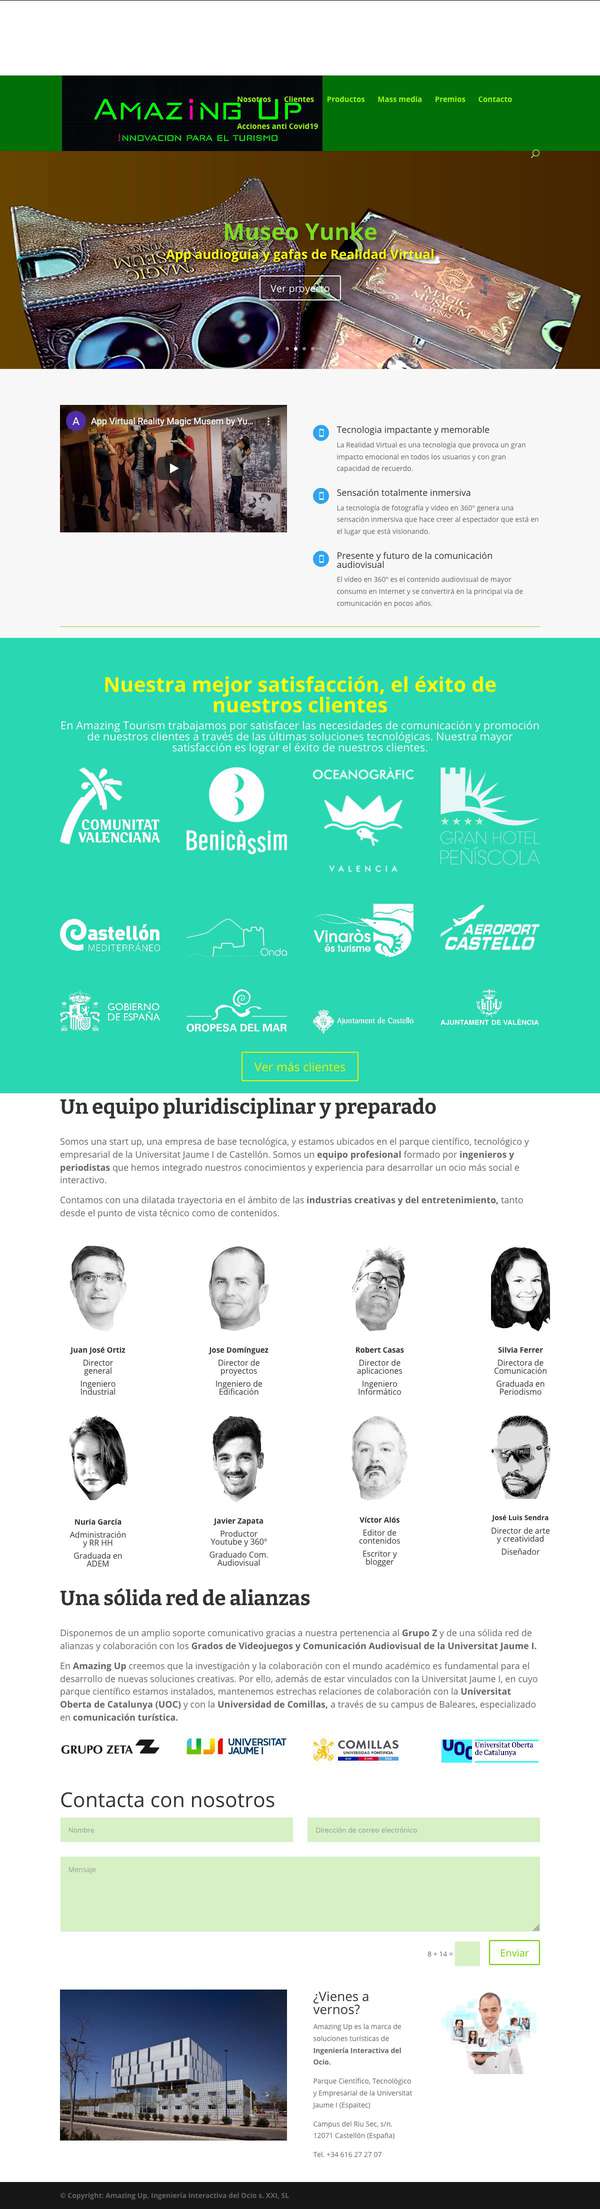 Amazing Up
Innovacion para el turismo
Nosotros Clientes Productos Mass media Premios Contacto
Acciones anti Covid19
Museo Yunke
App audioguía y gafas de Realidad Virtual
Ver proyecto
MAGIC MUSEUM
MAGIC
MUSEUM
A App Virtual Reality Magic Musem by Yu...
Tecnologia impactante y memorable
La Realidad Virtual es una tecnología que provoca un gran
impacto emocional en todos los usuarios y con gran
capacidad de recuerdo.
Sensación totalmente inmersiva
La tecnología de fotografía y video en 360º genera una
sensación inmersiva que hace creer al espectador que está en
el lugar que está visionando.
Presente y futuro de la comunicación
audiovisual
El vídeo en 360º es el contenido audiovisual de mayor
consumo en Internet y se convertirá en la principal vía de
comunicación en pocos años.
Nuestra mejor satisfacción, el éxito de
nuestros clientes
En Amazing Tourism trabajamos por satisfacer las necesidades de comunicación y promoción
de nuestros clientes a través de las últimas soluciones tecnológicas. Nuestra mayor
satisfacción es lograr el éxito de nuestros clientes.
COMUNITAT
VALENCIANA
Benicàssim
OCEANOGRÀFIC
VALENCIA
GRAN HOTEL
PEÑÍSCOLA
Castellón
MEDITERRÁNEO
Onda
Vinaròs
és turisme
AEROPORT
CASTELLÓ
GOBIERNO
DE ESPAÑA
OROPESA DEL MAR
Ajuntament de Castelló
AJUNTAMENT DE VALÈNCIA
Ver más clientes
Un equipo pluridisciplinar y preparado
Somos una start up, una empresa de base tecnológica, y estamos ubicados en el parque científico, tecnológico y
empresarial de la Universitat Jaume I de Castellón. Somos un equipo profesional formado por ingenieros y
periodistas que hemos integrado nuestros conocimientos y experiencia para desarrollar un ocio más social e
interactivo.
Contamos con una dilatada trayectoria en el ámbito de las industrias creativas y del entretenimiento, tanto
desde el punto de vista técnico como de contenidos.
Juan José Ortiz
Director
general
Ingeniero
Industrial
Jose Domínguez
Director de
proyectos
Ingeniero de
Edificación
Robert Casas
Director de
aplicaciones
Ingeniero
Informático
Silvia Ferrer
Directora de
Comunicación
Graduada en
Periodismo
Nuria García
Administración
y RR HH
Graduada en
ADEM
Javier Zapata
Productor
Youtube y 360º
Graduado Com.
Audiovisual
Víctor Alós
Editor de
contenidos
Escritor y
blogger
José Luis Sendra
Director de arte
y creatividad
Diseñador
Una sólida red de alianzas
Disponemos de un amplio soporte comunicativo gracias a nuestra pertenencia al Grupo Z y de una sólida red de
alianzas y colaboración con los Grados de Videojuegos y Comunicación Audiovisual de la Universitat Jaume I.
En Amazing Up creemos que la investigación y la colaboración con el mundo académico es fundamental para el
desarrollo de nuevas soluciones creativas. Por ello, además de estar vinculados con la Universitat Jaume I, en cuyo
parque científico estamos instalados, mantenemos estrechas relaciones de colaboración con la Universitat
Oberta de Catalunya (UOC) y con la Universidad de Comillas, a través de su campus de Baleares, especializado
en comunicación turística.
GRUPO ZETA
UJI UNIVERSITAT
JAUME I
COMILLAS
UNIVERSIDAD PONTIFICIA
UOC Universitat Oberta
de Catalunya
Contacta con nosotros
Nombre
Dirección de correo electrónico
Mensaje
8 + 14 =
Enviar
¿Vienes a
vernos?
Amazing Up es la marca de
soluciones turísticas de
Ingeniería Interactiva del
Ocio.
Parque Científico, Tecnológico
y Empresarial de la Universitat
Jaume I (Espaitec)
Campus del Riu Sec, s/n.
12071 Castellón (España)
Tel. +34 616 27 27 07
© Copyright: Amazing Up, Ingeniería Interactiva del Ocio s. XXI, SL